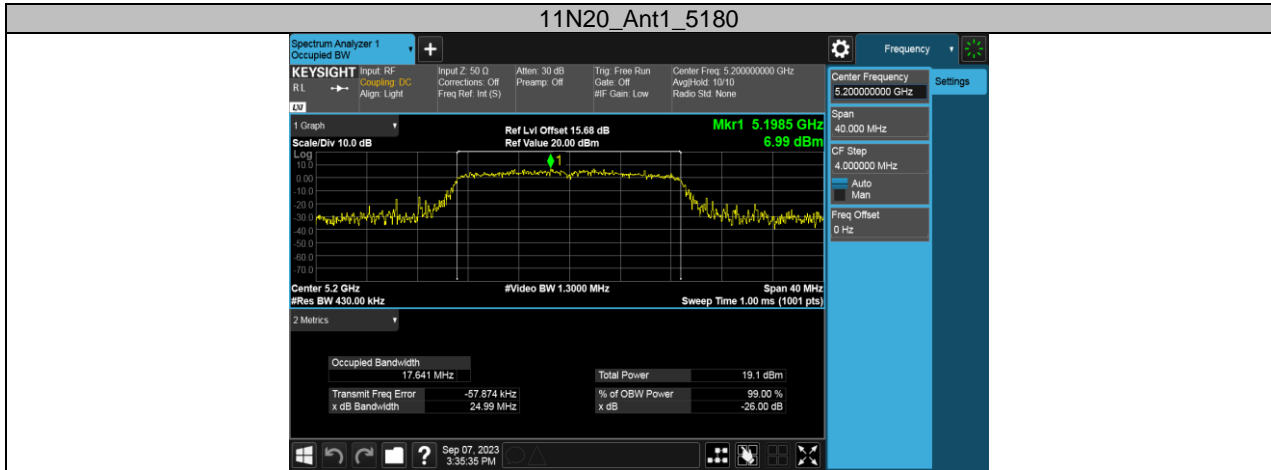 11N20_Ant1_5180
Spectrum Analyzer 1
Occupied BW
+
Frequency
KEYSIGHT
RL
LXI
Input: RF
Coupling: DC
Align: Light
Input Z: 50 Ω
Corrections: Off
Freq Ref: Int (S)
Atten: 30 dB
Preamp: Off
Trig: Free Run
Gate: Off
#IF Gain: Low
Center Freq: 5.200000000 GHz
Avg|Hold: 10/10
Radio Std: None
Center Frequency
5.200000000 GHz
Settings
Span
40.000 MHz
CF Step
4.000000 MHz
Auto
Man
Freq Offset
0 Hz
1 Graph
Scale/Div 10.0 dB
Ref Lvl Offset 15.68 dB
Ref Value 20.00 dBm
Mkr1 5.1985 GHz
6.99 dBm
Log
10.0
0.00
-10.0
-20.0
-30.0
-40.0
-50.0
-60.0
-70.0
1
Center 5.2 GHz
#Video BW 1.3000 MHz
Span 40 MHz
#Res BW 430.00 kHz
Sweep Time 1.00 ms (1001 pts)
2 Metrics
Occupied Bandwidth
17.641 MHz
Total Power 19.1 dBm
Transmit Freq Error -57.874 kHz
% of OBW Power 99.00 %
x dB Bandwidth 24.99 MHz
x dB -26.00 dB
?
Sep 07, 2023
3:35:35 PM